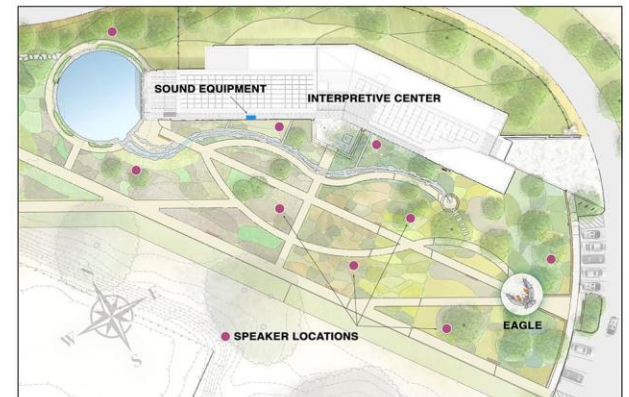 SOUND EQUIPMENT
INTERPRETIVE CENTER
EAGLE
SPEAKER LOCATIONS
W
S
E